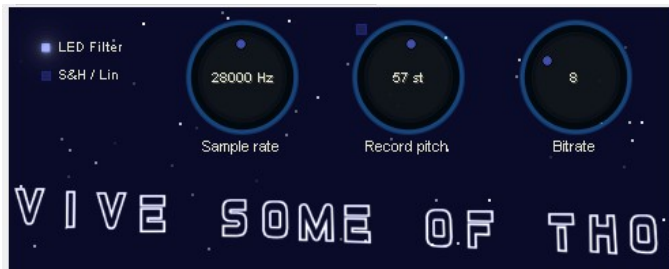 LED Filter
S&H / Lin
28000 Hz
57 st
8
Sample rate
Record pitch
Bitrate
VIVE SOME OF THO